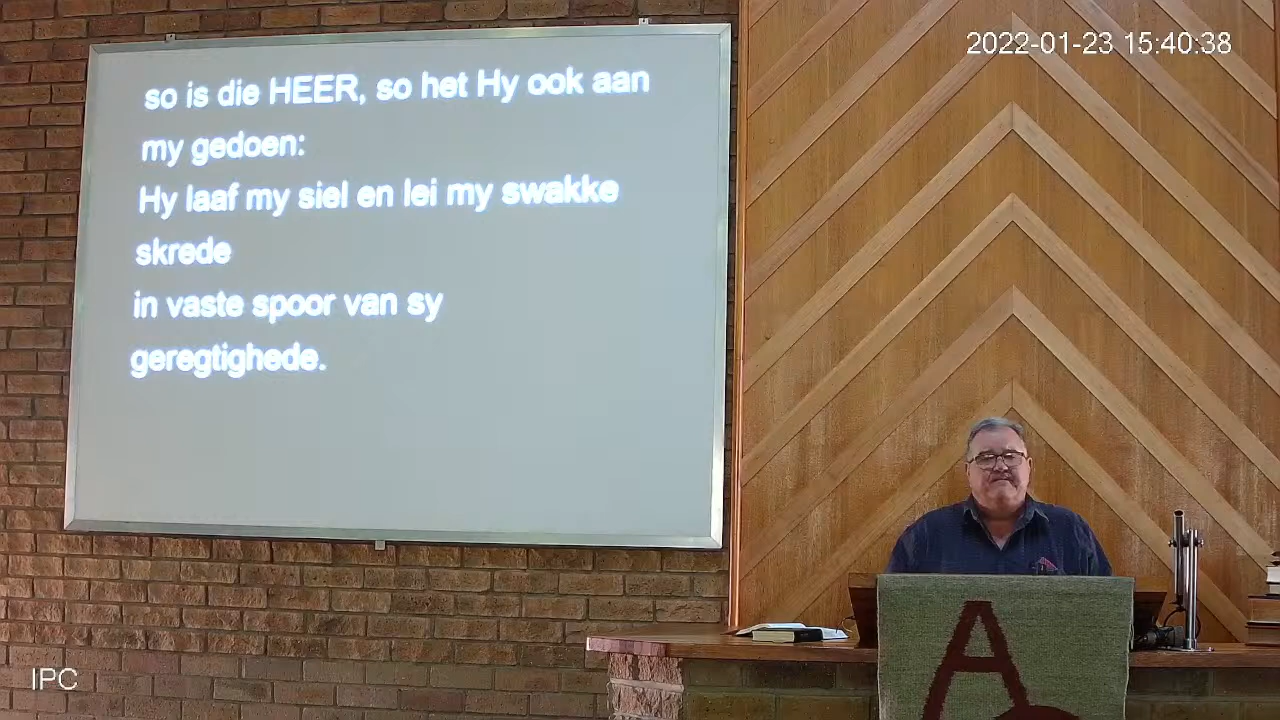 2022-01-23 15:40:38
so is die HEER, so het Hy ook aan
my gedoen:
Hy laaf my siel en lei my swakke
skrede
in vaste spoor van sy
geregtighede.
A
IPC